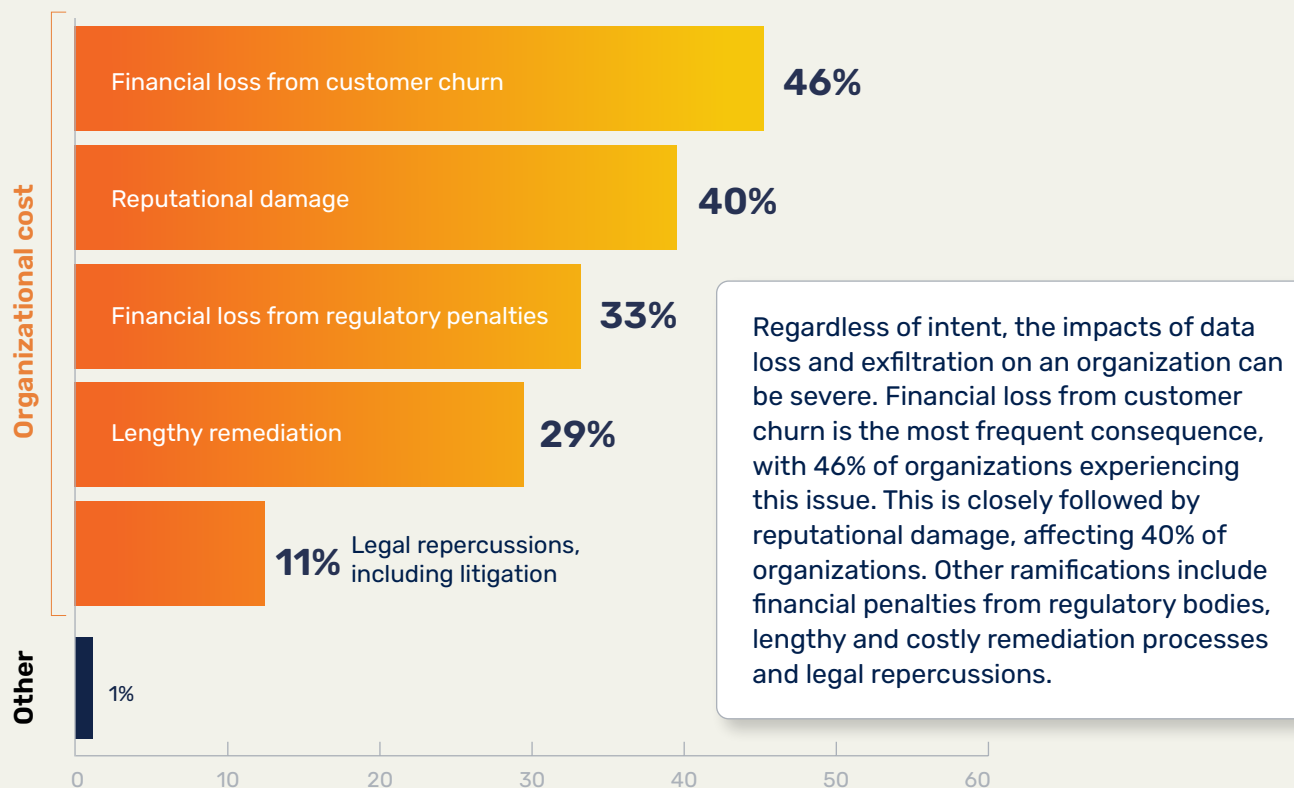 Organizational cost
Financial loss from customer churn
46%
Reputational damage
40%
Financial loss from regulatory penalties
33%
Lengthy remediation
29%
11%
Legal repercussions,
including litigation
Other
1%
0 10 20 30 40 50 60
Regardless of intent, the impacts of data
loss and exfiltration on an organization can
be severe. Financial loss from customer
churn is the most frequent consequence,
with 46% of organizations experiencing
this issue. This is closely followed by
reputational damage, affecting 40% of
organizations. Other ramifications include
financial penalties from regulatory bodies,
lengthy and costly remediation processes
and legal repercussions.